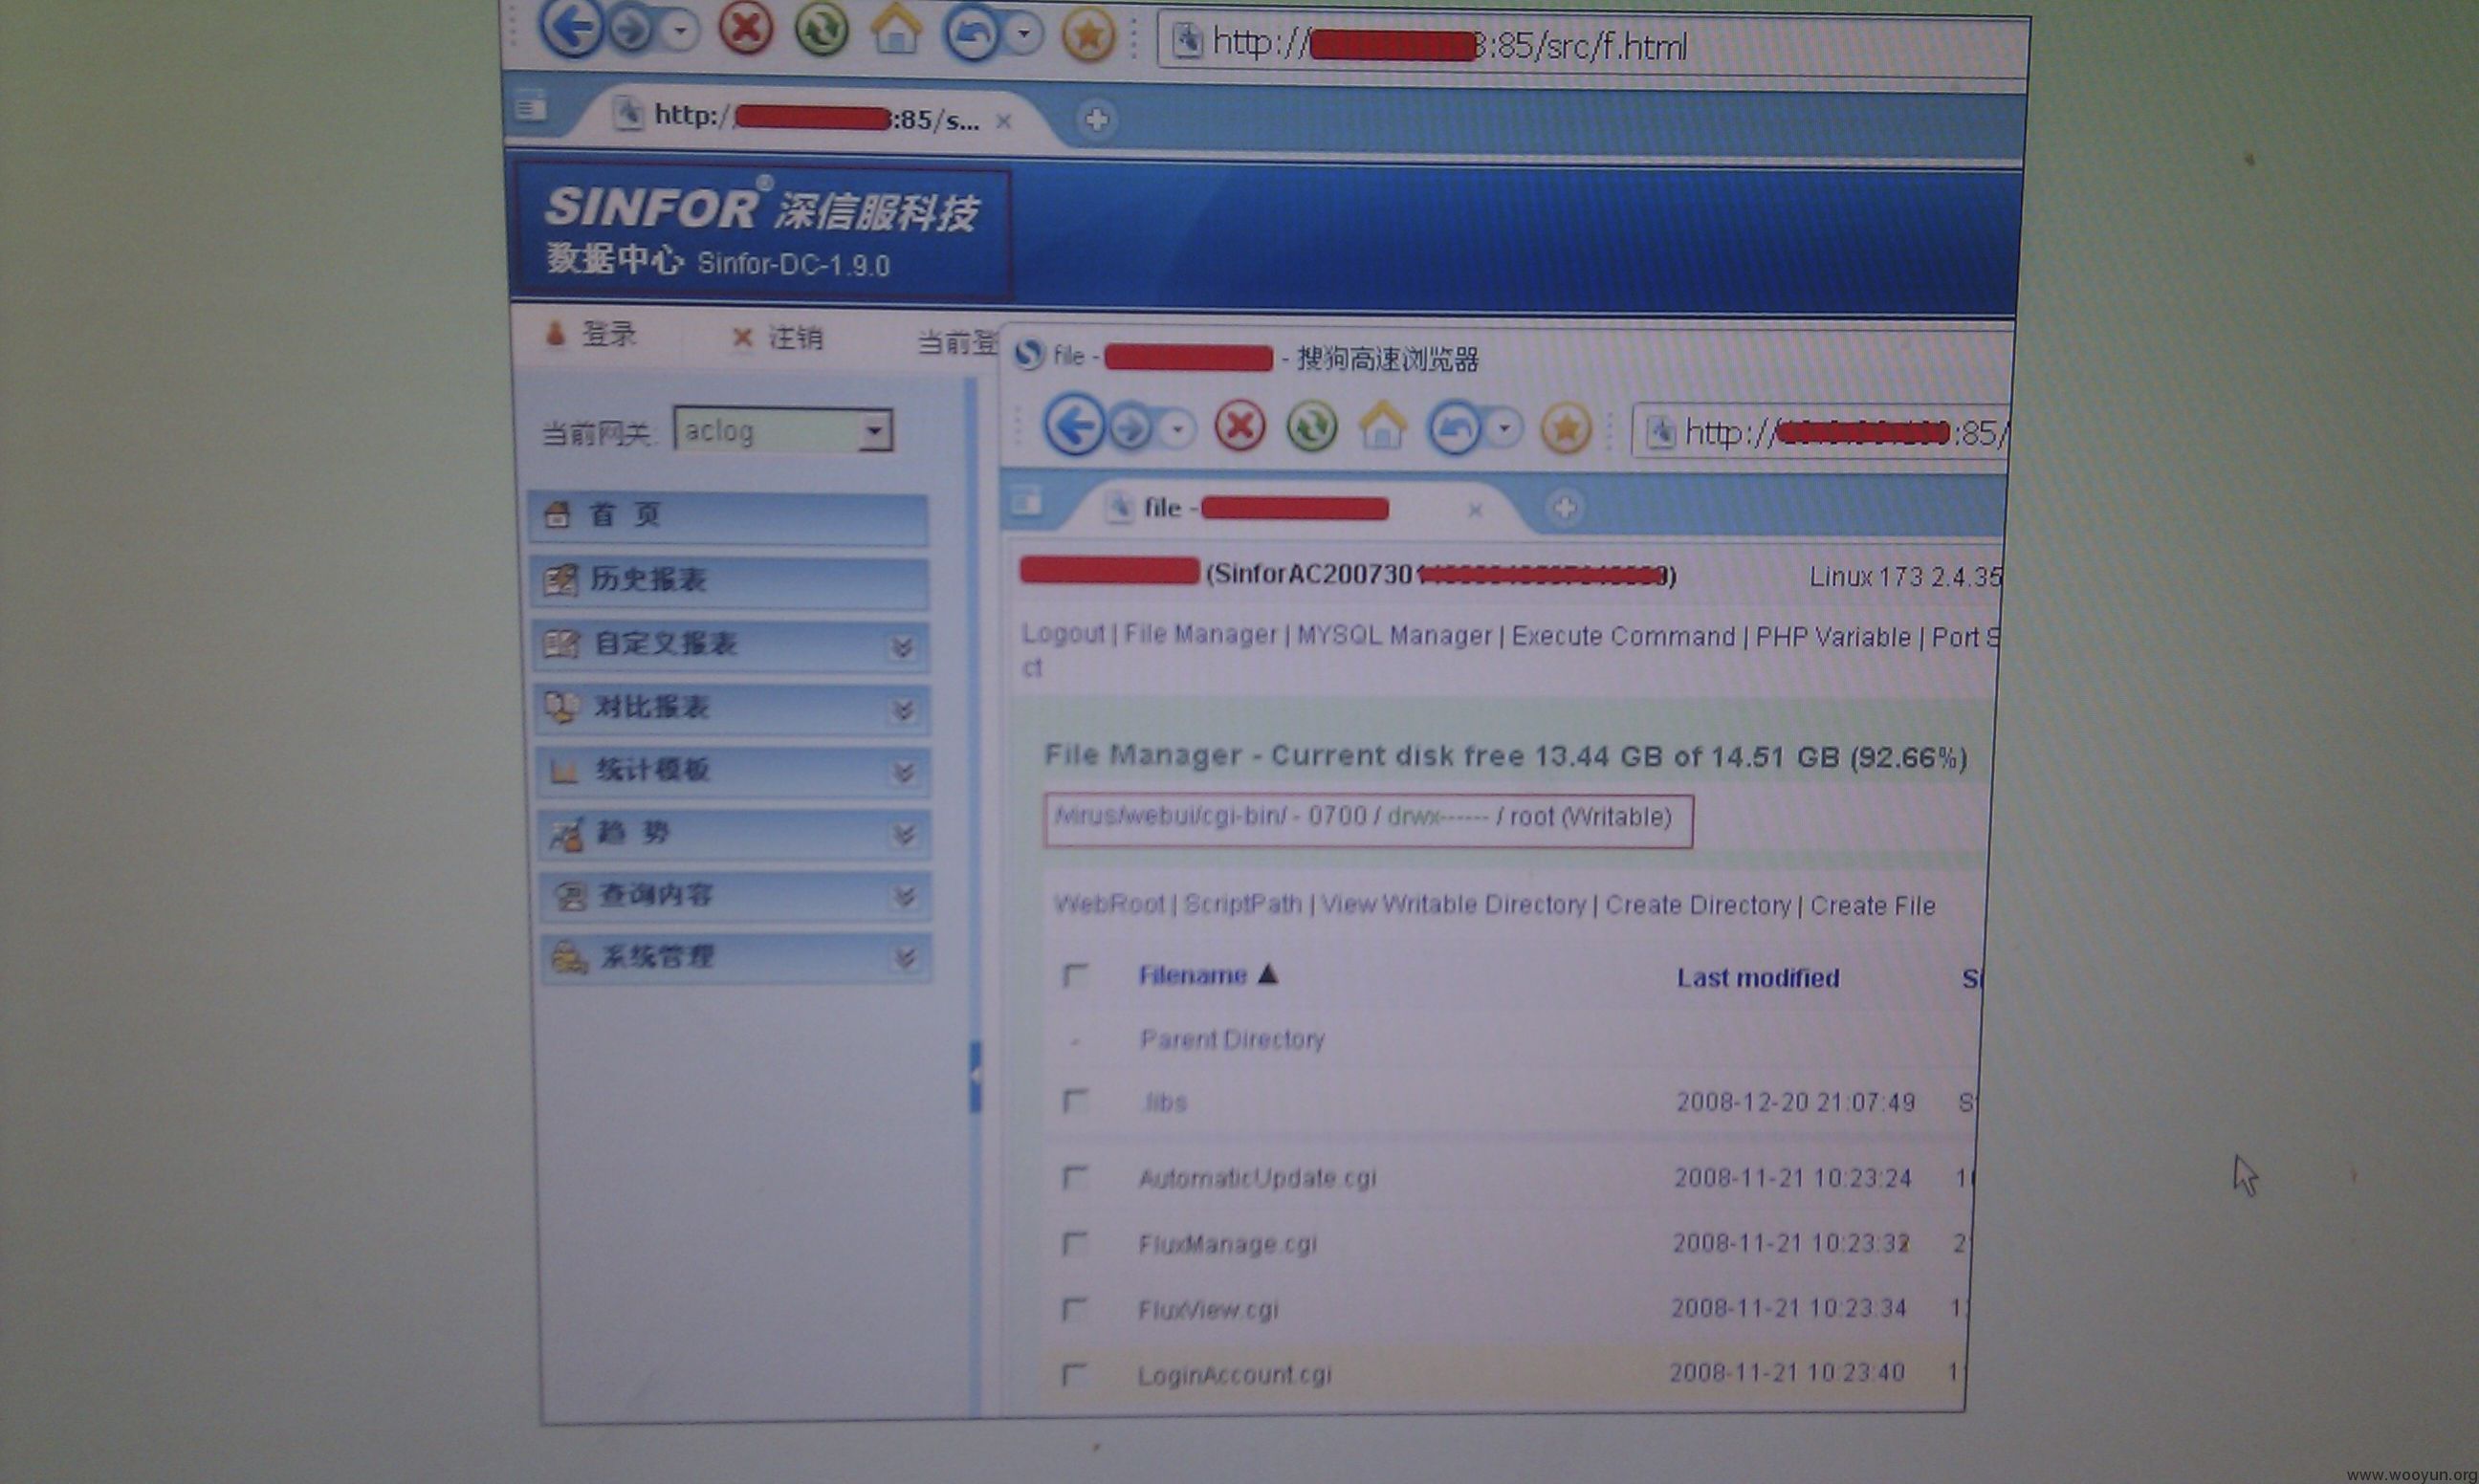 http://3:85/src/f.html
http:/:85/s...
SINFOR® 深信服科技
数据中心 Sinfor-DC-1.9.0
登录 注销 当前登
当前网关: aclog
首 页
历史报表
自定义报表
对比报表
统计模板
趋 势
查询内容
系统管理
file - - 搜狗高速浏览器
http://:85/
file -
(SinforAC2007301 9) Linux 173 2.4.35
Logout | File Manager | MYSQL Manager | Execute Command | PHP Variable | Port S
ct
File Manager - Current disk free 13.44 GB of 14.51 GB (92.66%)
/virus/webui/cgi-bin/ - 0700 / drwx------ / root (Writable)
WebRoot | ScriptPath | View Writable Directory | Create Directory | Create File
Filename ▲ Last modified Si
- Parent Directory
.libs 2008-12-20 21:07:49 S
AutomaticUpdate.cgi 2008-11-21 10:23:24 1
FluxManage.cgi 2008-11-21 10:23:32 2
FluxView.cgi 2008-11-21 10:23:34 1
LoginAccount.cgi 2008-11-21 10:23:40 1
www.wooyun.org